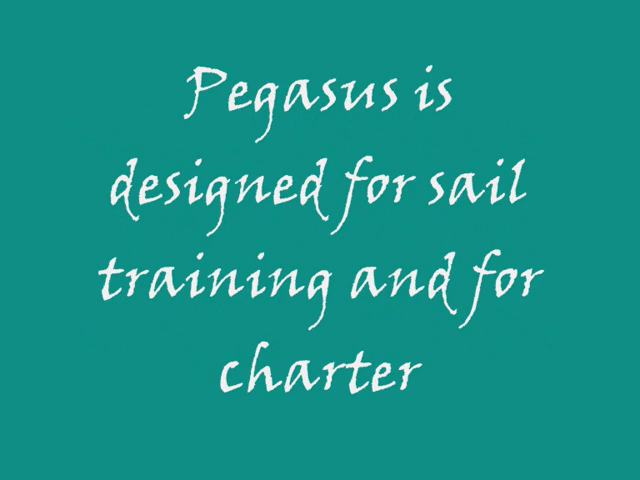 Pegasus is
designed for sail
training and for
charter